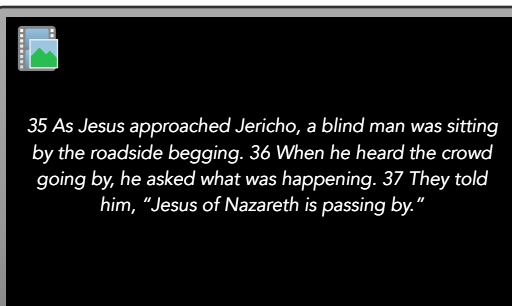 35 As Jesus approached Jericho, a blind man was sitting
by the roadside begging. 36 When he heard the crowd
going by, he asked what was happening. 37 They told
him, “Jesus of Nazareth is passing by.”